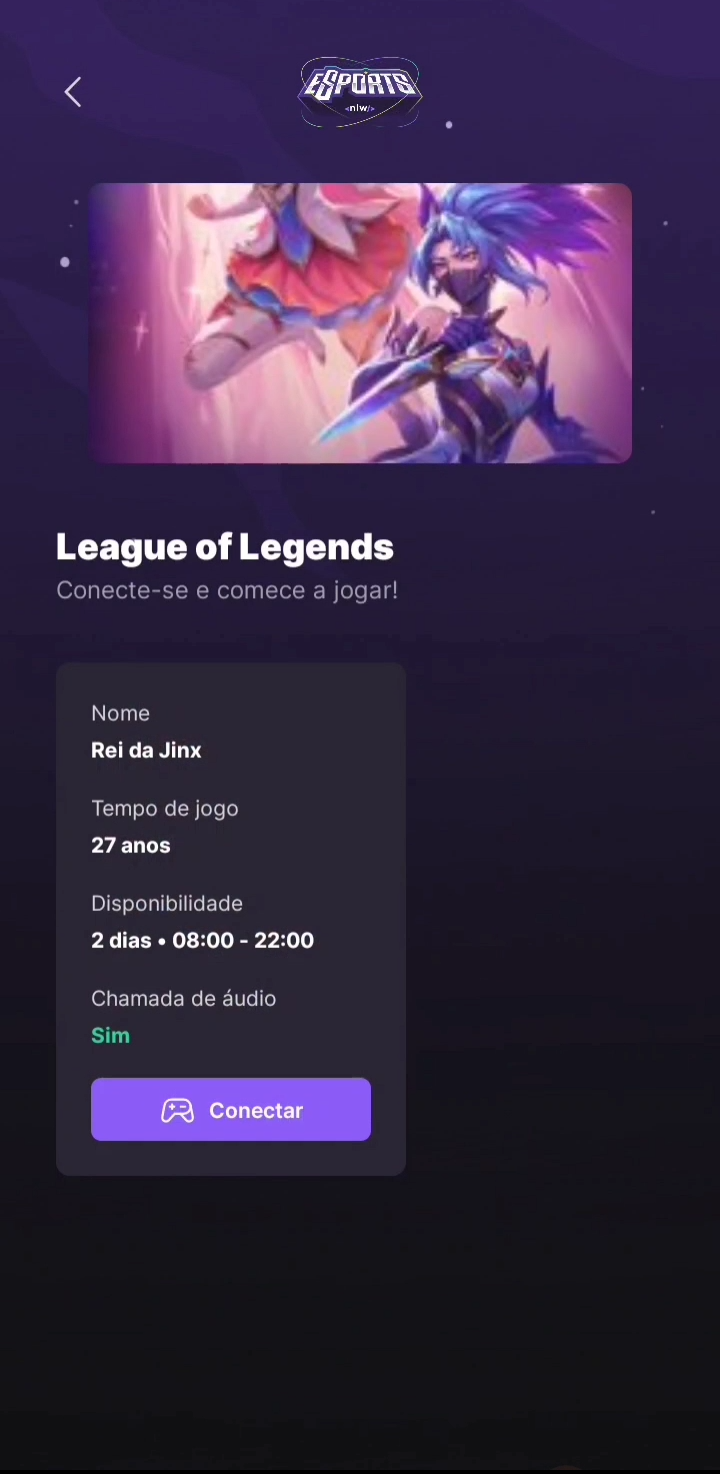 ESPORTS
<nlw/>
League of Legends
Conecte-se e comece a jogar!
Nome
Rei da Jinx
Tempo de jogo
27 anos
Disponibilidade
2 dias • 08:00 - 22:00
Chamada de áudio
Sim
Conectar